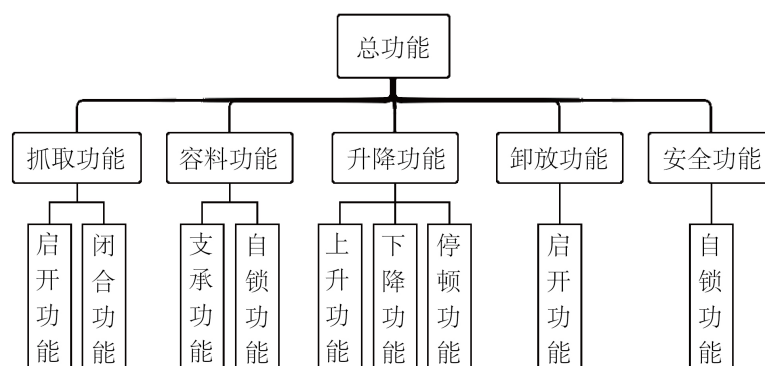 总功能
抓取功能
容料功能
升降功能
卸放功能
安全功能
启开功能
闭合功能
支承功能
自锁功能
上升功能
下降功能
停顿功能
启开功能
自锁功能